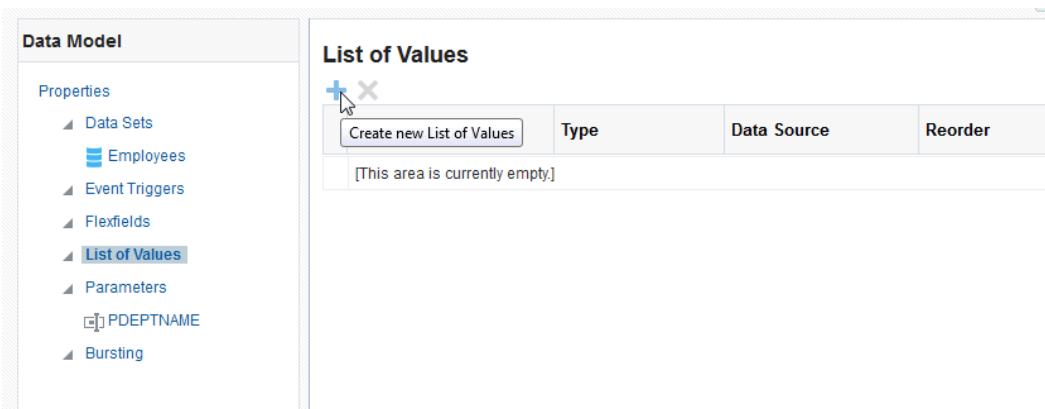 Data Model
Properties
Data Sets
Employees
Event Triggers
Flexfields
List of Values
Parameters
PDEPTNAME
Bursting
List of Values
Create new List of Values
Type
Data Source
Reorder
[This area is currently empty.]